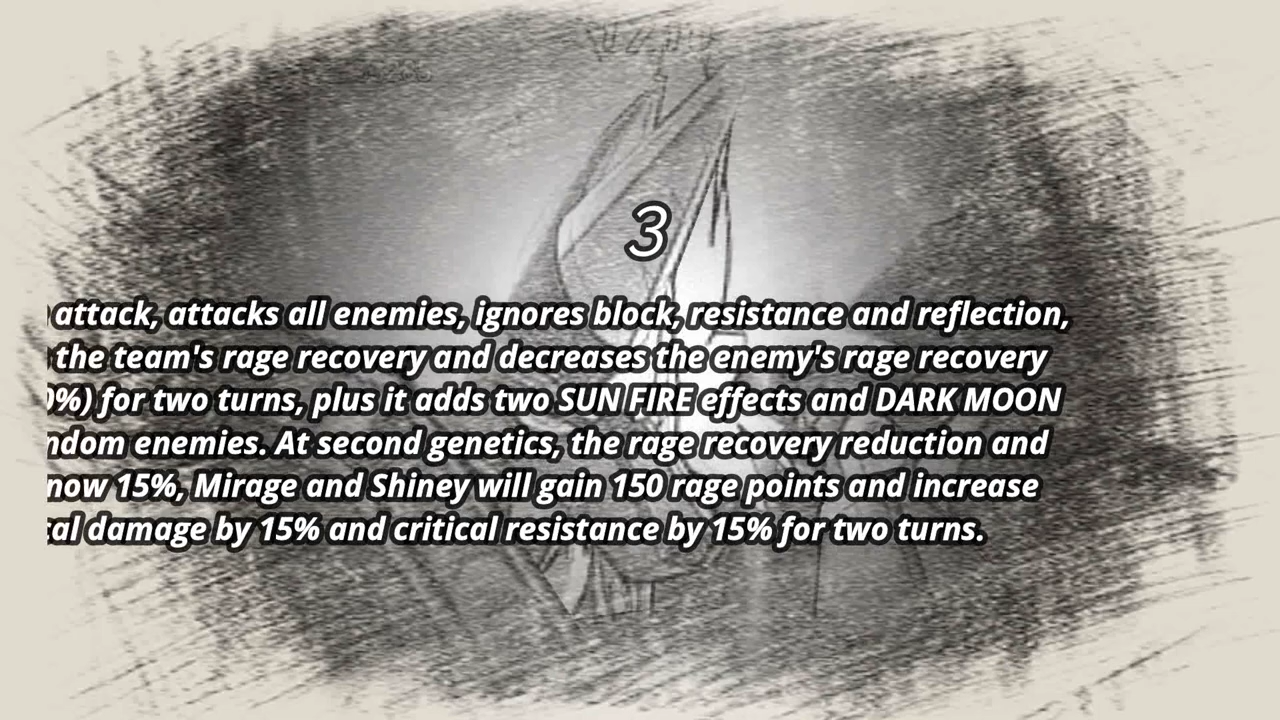 3
attack, attacks all enemies, ignores block, resistance and reflection,
the team's rage recovery and decreases the enemy's rage recovery
0%) for two turns, plus it adds two SUN FIRE effects and DARK MOON
ndom enemies. At second genetics, the rage recovery reduction and
now 15%, Mirage and Shiney will gain 150 rage points and increase
cal damage by 15% and critical resistance by 15% for two turns.